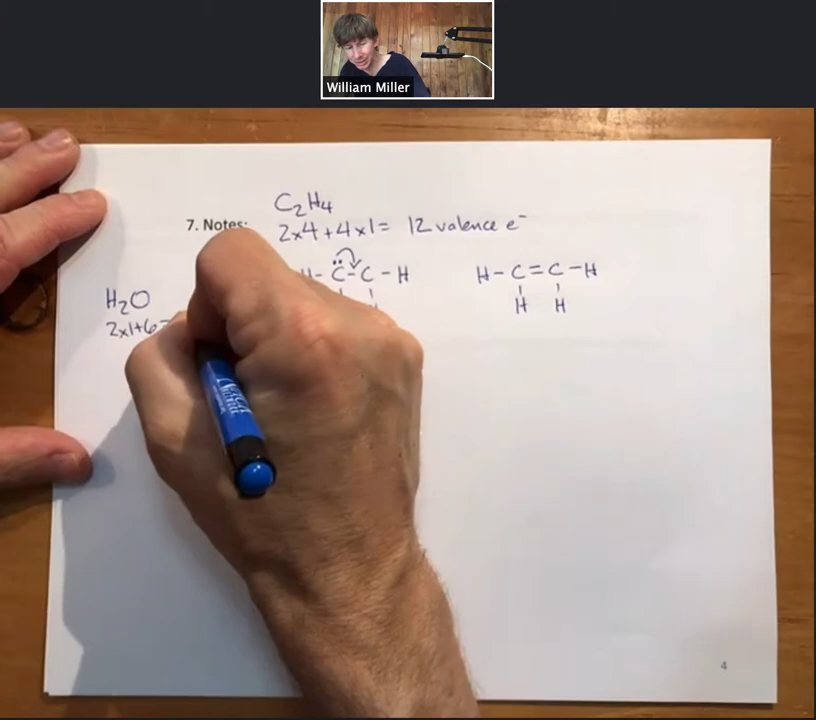 William Miller
C₂H₄
7. Notes:
2x4+4x1= 12 valence e⁻
H-C-C-H
H-C=C-H
H H
H₂O
2x1+6=
4